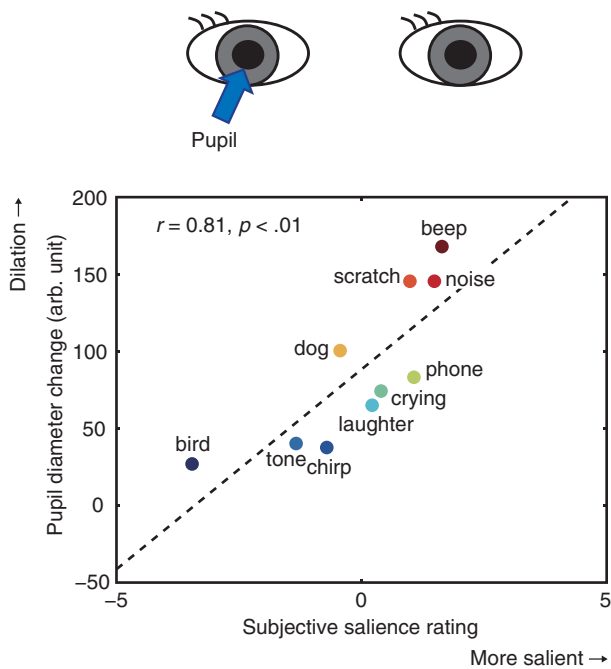 Pupil
Dilation →
Pupil diameter change (arb. unit)
200
150
100
50
0
−50
r = 0.81, p < .01
beep
scratch
noise
dog
phone
crying
laughter
bird
tone
chirp
−5
0
5
Subjective salience rating
More salient →